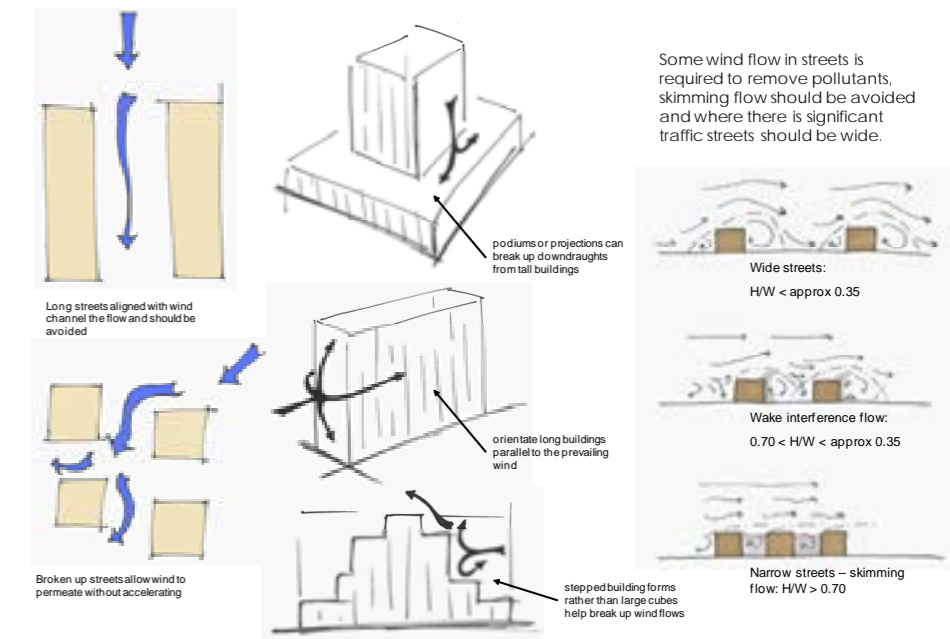 Long streets aligned with wind
channel the flow and should be
avoided
Broken up streets allow wind to
permeate without accelerating
podiums or projections can
break up downdraughts
from tall buildings
orientate long buildings
parallel to the prevailing
wind
stepped building forms
rather than large cubes
help break up wind flows
Some wind flow in streets is
required to remove pollutants,
skimming flow should be avoided
and where there is significant
traffic streets should be wide.
Wide streets:
H/W < approx 0.35
Wake interference flow:
0.70 < H/W < approx 0.35
Narrow streets – skimming
flow: H/W > 0.70